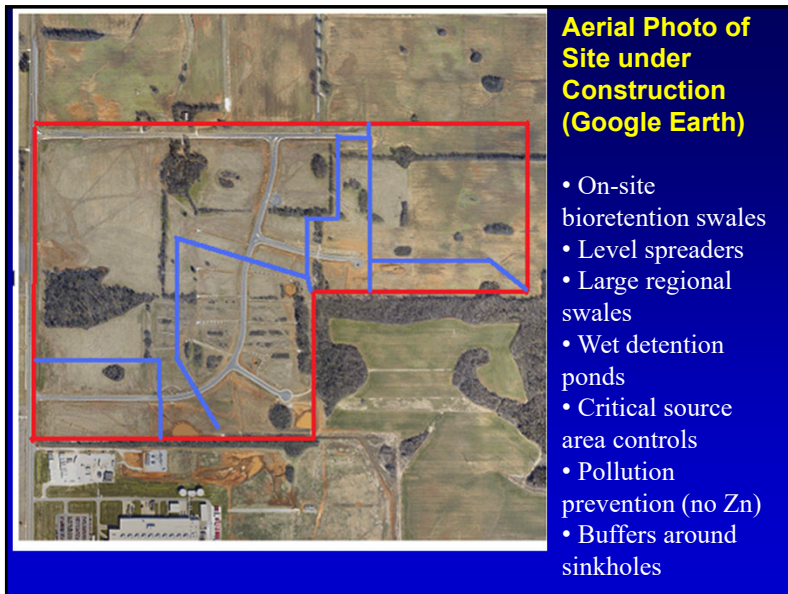 Aerial Photo of
Site under
Construction
(Google Earth)
• On-site
bioretention swales
• Level spreaders
• Large regional
swales
• Wet detention
ponds
• Critical source
area controls
• Pollution
prevention (no Zn)
• Buffers around
sinkholes